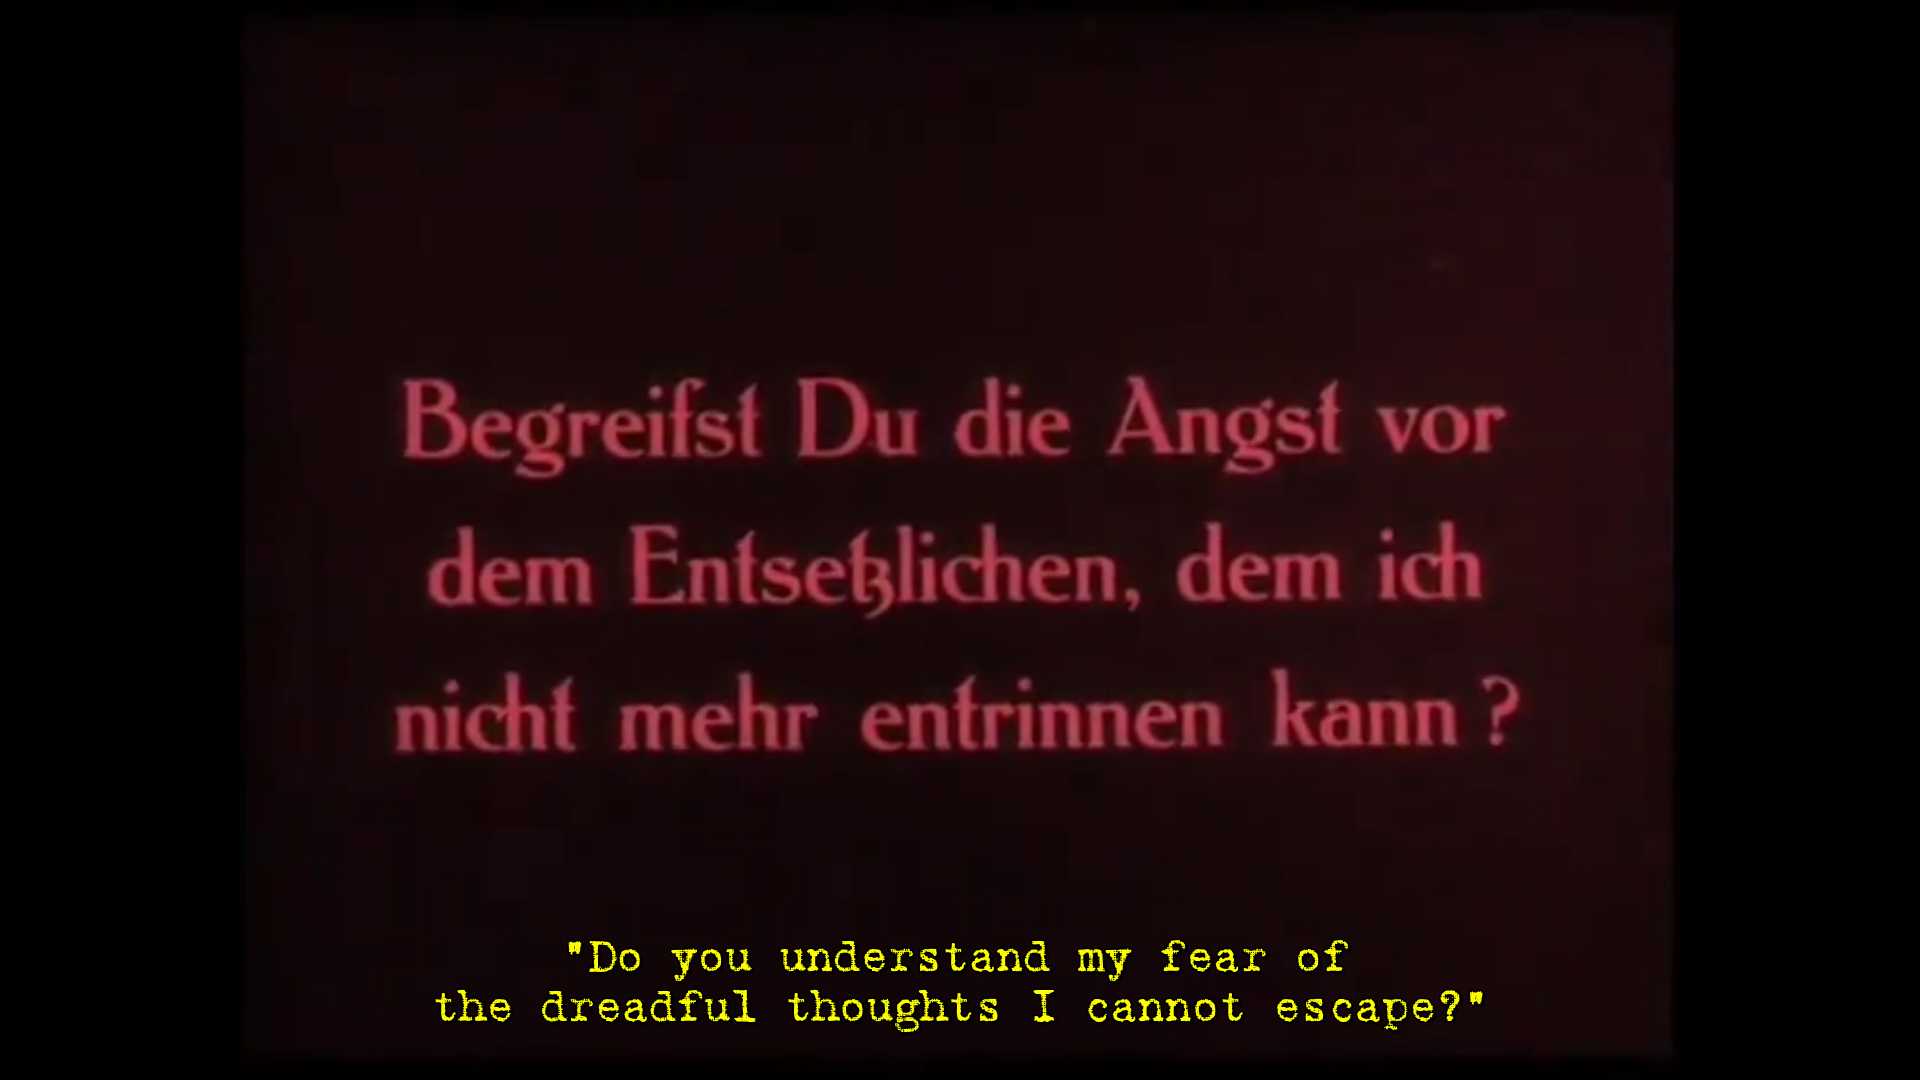 Begreifst Du die Angst vor
dem Entsetzlichen, dem ich
nicht mehr entrinnen kann ?
"Do you understand my fear of
the dreadful thoughts I cannot escape?"